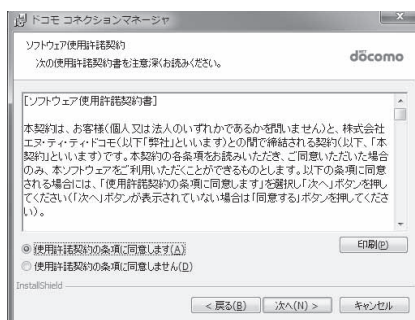 ドコモ コネクションマネージャ
ソフトウェア使用許諾契約
次の使用許諾契約書を注意深くお読みください。
döcomo
[ソフトウェア使用許諾契約書]
本契約は、お客様(個人又は法人のいずれかであるかを問いません)と、株式会社
エヌ・ティ・ティ・ドコモ(以下「弊社」といいます)との間で締結される契約(以下、「本
契約」といいます)です。本契約の各条項をお読みいただき、ご同意いただいた場合
のみ、本ソフトウェアをご利用いただくことができるものとします。以下の条項に同意
される場合には、「使用許諾契約の条項に同意します」を選択し「次へ」ボタンを押し
てください(「次へ」ボタンが表示されていない場合は「同意する」ボタンを押してくださ
い)。
使用許諾契約の条項に同意します(A)
印刷(P)
使用許諾契約の条項に同意しません(D)
InstallShield
< 戻る(B)
次へ(N) >
キャンセル